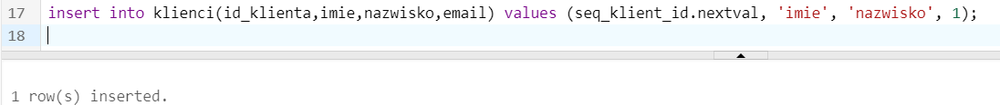 17 insert into klienci(id_klienta,imie,nazwisko,email) values (seq_klient_id.nextval, 'imie', 'nazwisko', 1);
18
1 row(s) inserted.